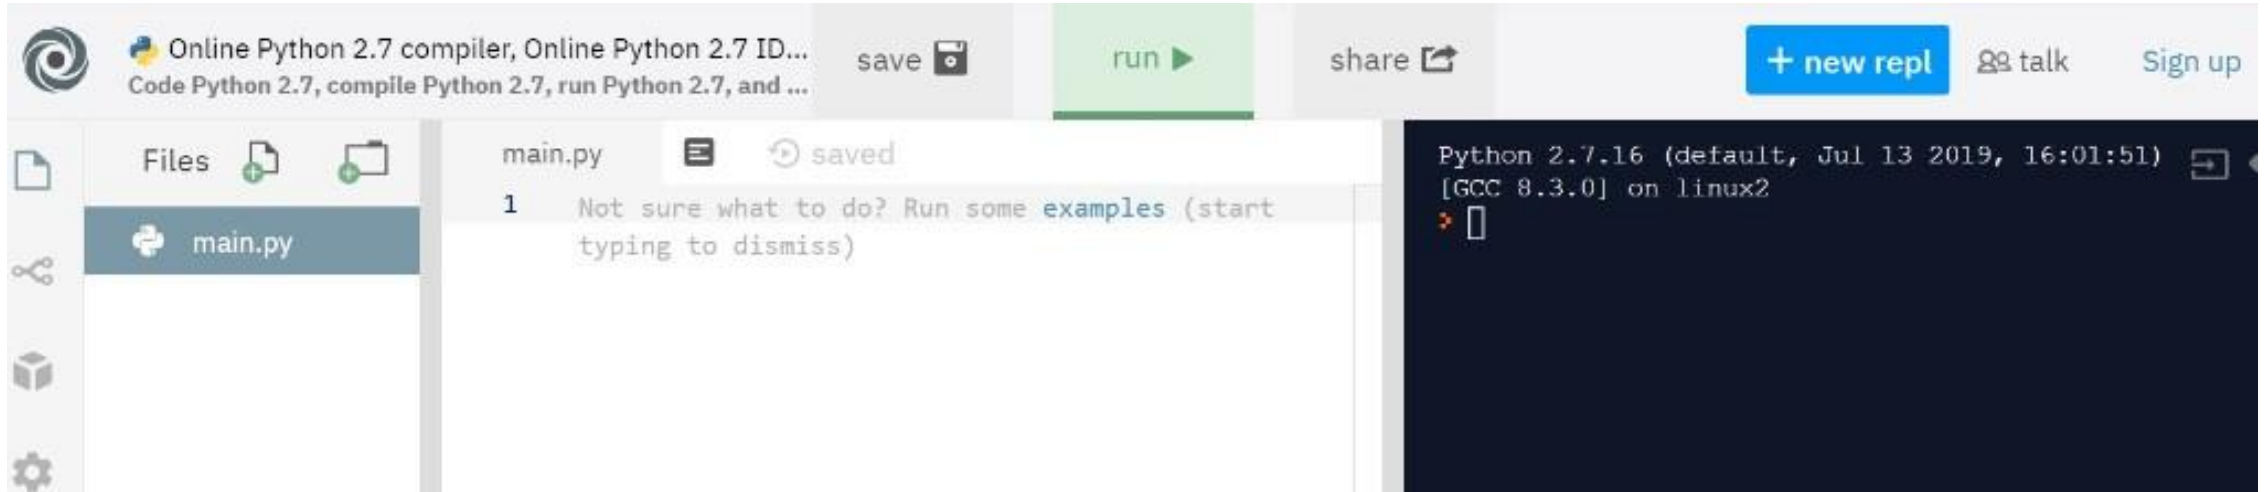 Online Python 2.7 compiler, Online Python 2.7 ID...
Code Python 2.7, compile Python 2.7, run Python 2.7, and ...
save
run
share
+ new repl
talk
Sign up
Files
main.py
main.py
saved
1 Not sure what to do? Run some examples (start
typing to dismiss)
Python 2.7.16 (default, Jul 13 2019, 16:01:51)
[GCC 8.3.0] on linux2
>